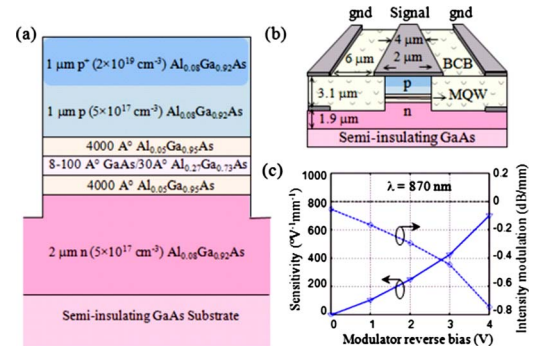 (a)
1 μm p⁺ (2×10¹⁹ cm⁻³) Al₀.₀₈Ga₀.₉₂As
1 μm p (5×10¹⁷ cm⁻³) Al₀.₀₈Ga₀.₉₂As
4000 A° Al₀.₀₅Ga₀.₉₅As
8-100 A° GaAs/30A° Al₀.₂₇Ga₀.₇₃As
4000 A° Al₀.₀₅Ga₀.₉₅As
2 μm n (5×10¹⁷ cm⁻³) Al₀.₀₈Ga₀.₉₂As
Semi-insulating GaAs Substrate
(b)
gnd Signal gnd
4 μm
6 μm
2 μm
BCB
3.1 μm
p
MQW
n
1.9 μm
Semi-insulating GaAs
(c)
λ = 870 nm
Sensitivity (°V⁻¹mm⁻¹)
1000
800
600
400
200
0
Intensity modulation (dB/mm)
0.2
0
-0.2
-0.4
-0.6
-0.8
0 1 2 3 4
Modulator reverse bias (V)